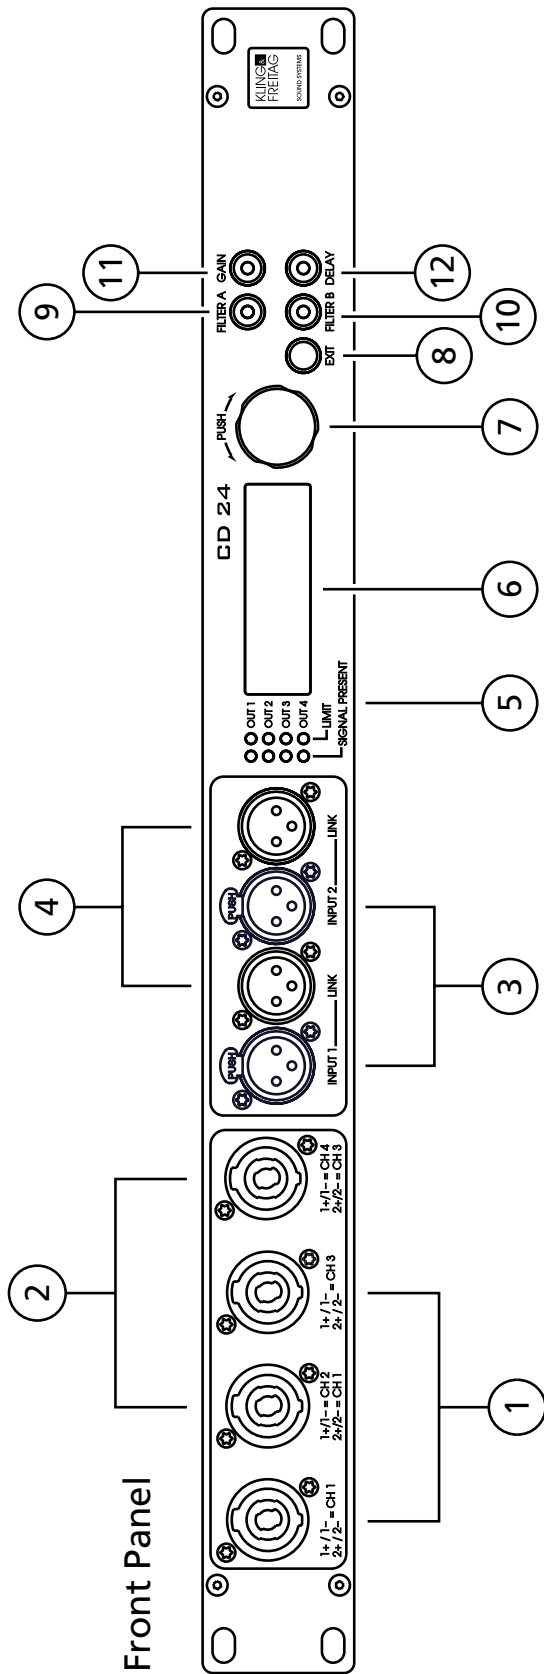 Front Panel
2
4
9
11
1+ / 1– = CH 1
2+ / 2–
1+/1– = CH 2
2+/2– = CH 1
1+ / 1– = CH 3
2+ / 2–
1+/1– = CH 4
2+/2– = CH 3
PUSH
INPUT 1
LINK
PUSH
INPUT 2
LINK
OUT 1
OUT 2
OUT 3
OUT 4
LIMIT
SIGNAL PRESENT
CD 24
PUSH
FILTER A
GAIN
EXIT
FILTER B
DELAY
KLING&
FREITAG
SOUND SYSTEMS
1
3
5
6
7
8
10
12